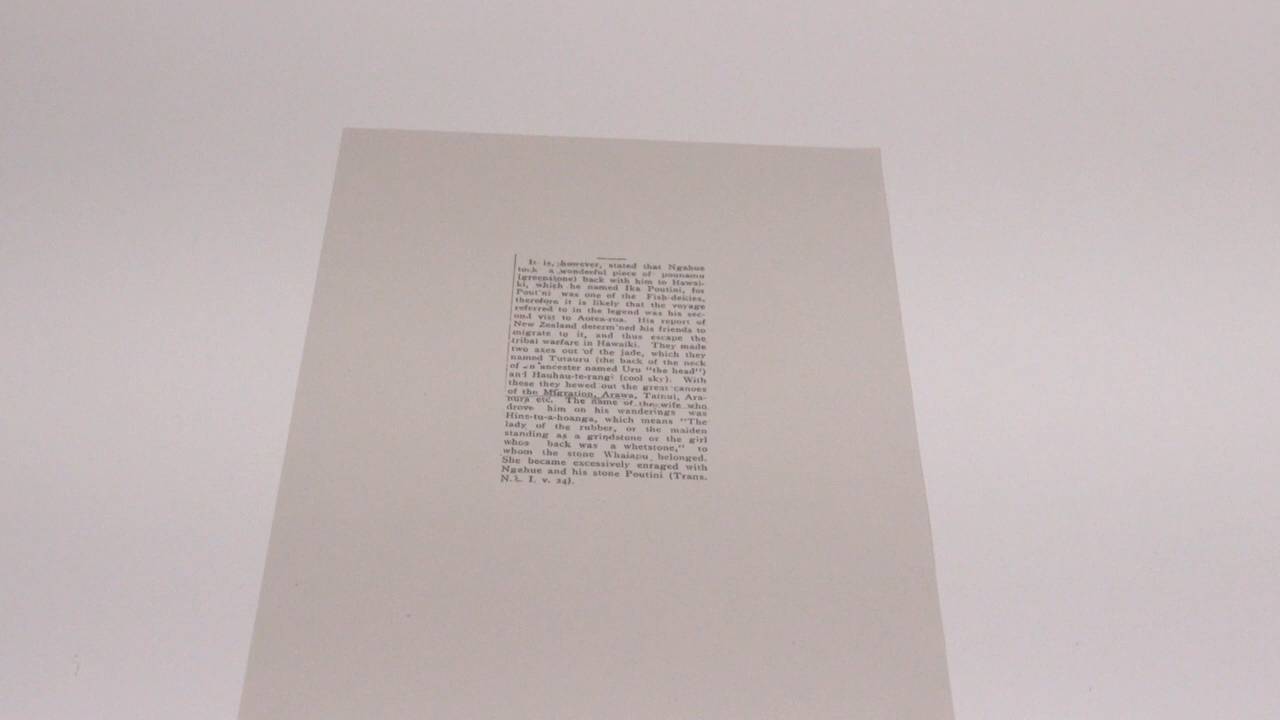 It is, however, stated that Ngahue
took a wonderful piece of pounamu
(greenstone) back with him to Hawai-
ki, which he named Ika Poutini, for
Pout'ni was one of the Fish-deities,
therefore it is likely that the voyage
referred to in the legend was his sec-
ond vist to Aotea-roa. His report of
New Zealand determ'ned his friends to
migrate to it, and thus escape the
tribal warfare in Hawaiki. They made
two axes out of the jade, which they
named Tutauru (the back of the neck
of an ancester named Uru "the head")
and Hauhau-te-rangi (cool sky). With
these they hewed out the great canoes
of the Migration, Arawa, Tainui, Ara-
nura etc. The name of the wife who
drove him on his wanderings was
Hine-tu-a-hoanga, which means "The
lady of the rubber, or the maiden
standing as a grindstone or the girl
whos back was a whetstone," to
whom the stone Whaiapu belonged.
She became excessively enraged with
Ngahue and his stone Poutini (Trans.
N.Z. I. v. 24).